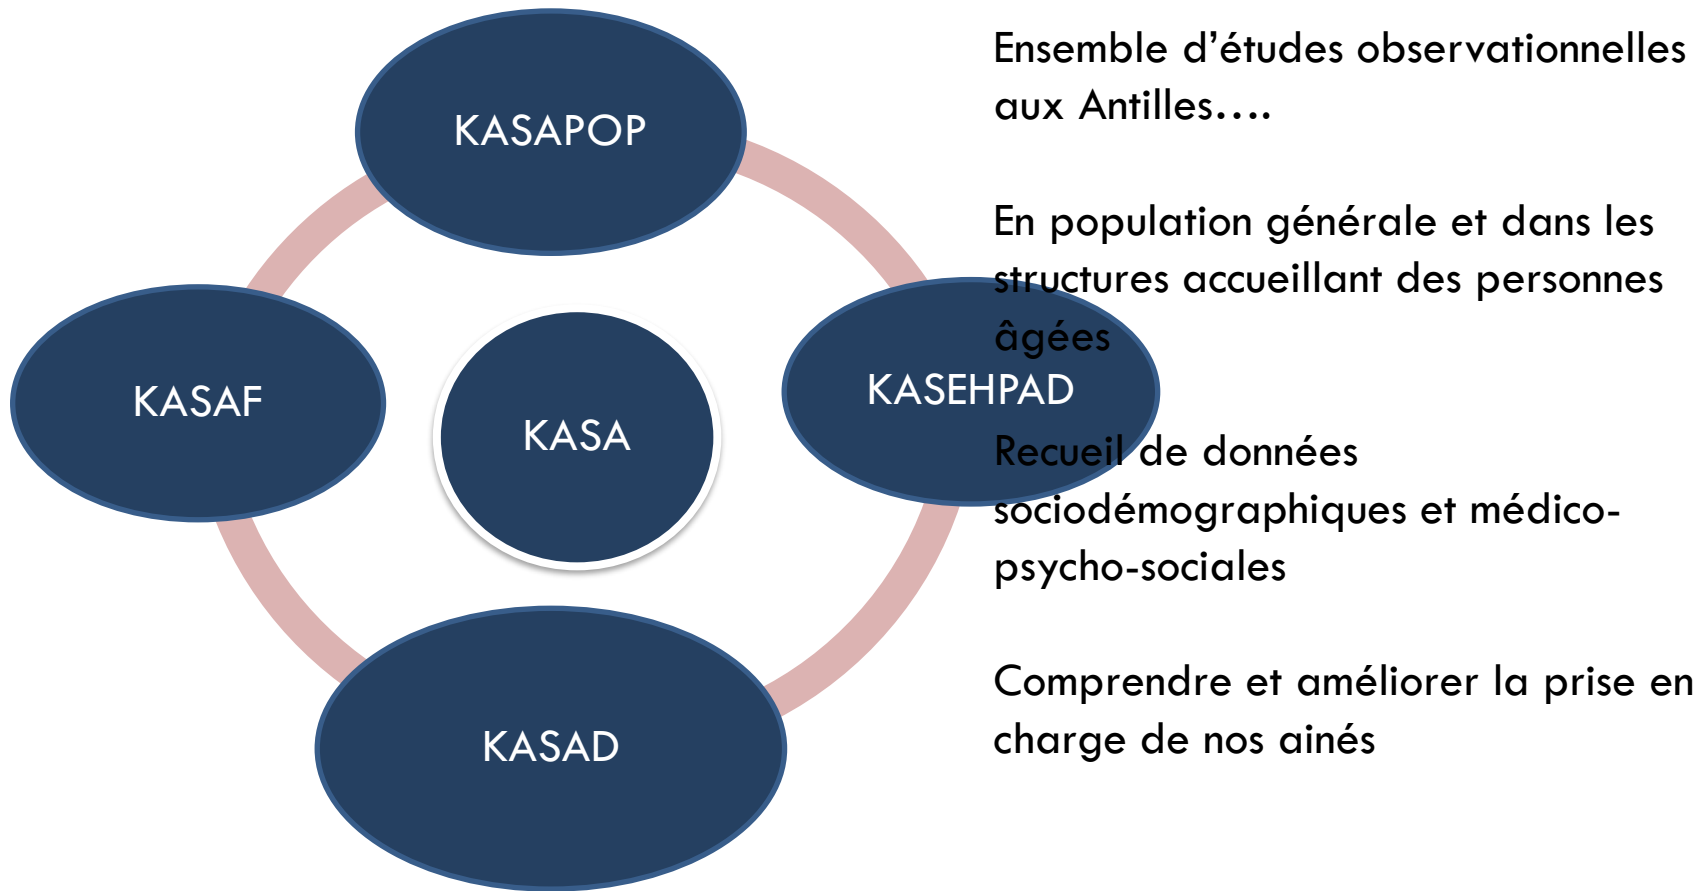 KASAPOP
KASAF
KASA
KASEHPAD
KASAD
Ensemble d’études observationnelles
aux Antilles….
En population générale et dans les
structures accueillant des personnes
âgées
Recueil de données
sociodémographiques et médico-
psycho-sociales
Comprendre et améliorer la prise en
charge de nos ainés